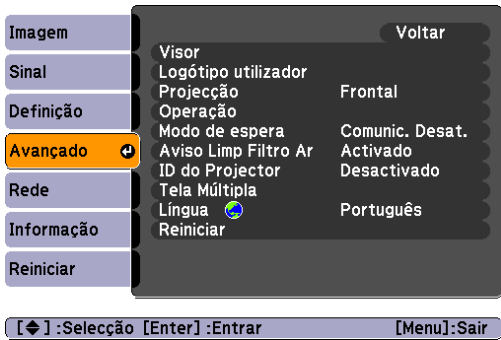 Imagem
Sinal
Definição
Avançado
Rede
Informação
Reiniciar
Voltar
Visor
Logótipo utilizador
Projecção Frontal
Operação
Modo de espera Comunic. Desat.
Aviso Limp Filtro Ar Activado
ID do Projector Desactivado
Tela Múltipla
Língua Português
Reiniciar
[◆] :Selecção [Enter] :Entrar [Menu]:Sair